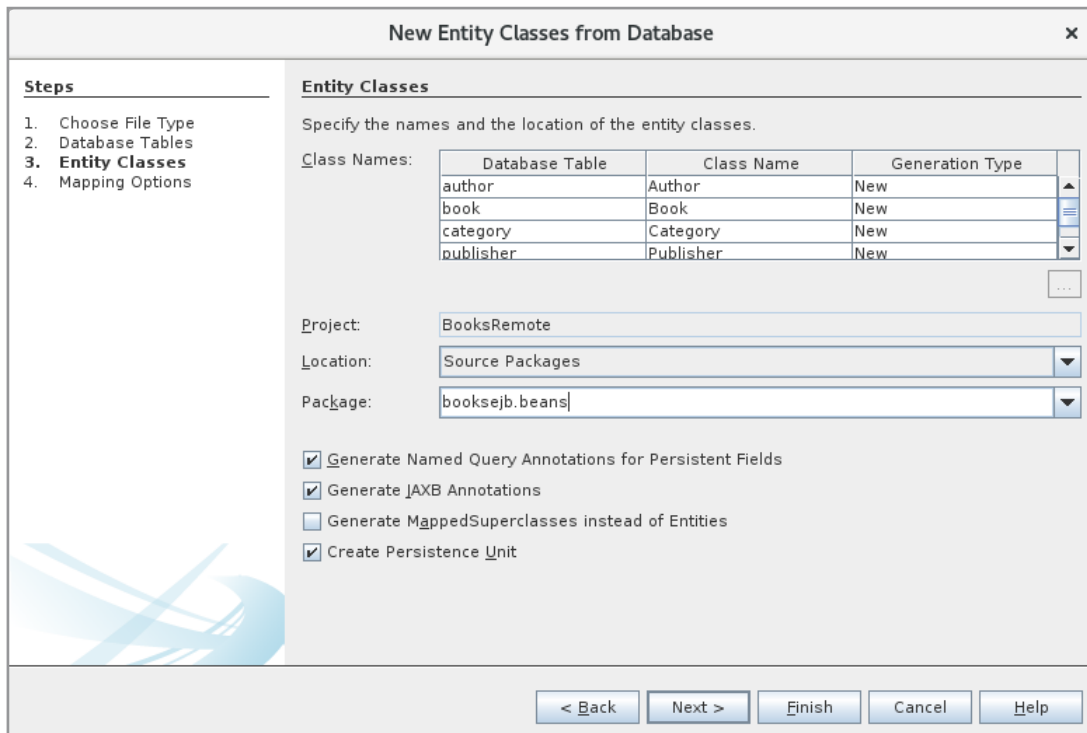 New Entity Classes from Database ×
Steps
1. Choose File Type
2. Database Tables
3. Entity Classes
4. Mapping Options
Entity Classes
Specify the names and the location of the entity classes.
Class Names:
Database Table Class Name Generation Type
author Author New
book Book New
category Category New
publisher Publisher New
...
Project: BooksRemote
Location: Source Packages
Package: booksejb.beans
Generate Named Query Annotations for Persistent Fields
Generate JAXB Annotations
Generate MappedSuperclasses instead of Entities
Create Persistence Unit
< Back Next > Finish Cancel Help